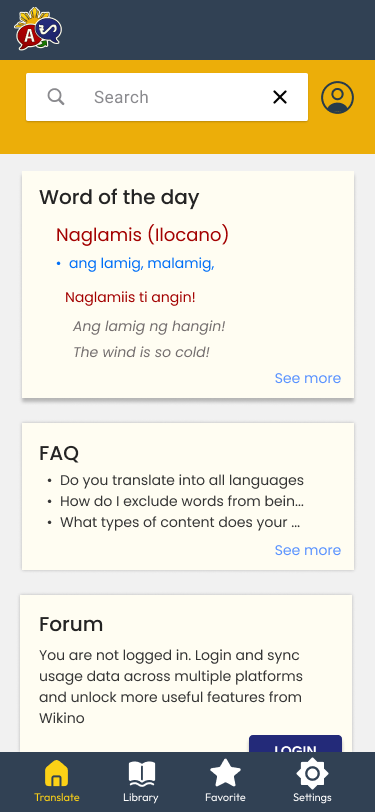 A
Search
Word of the day
Naglamis (Ilocano)
• ang lamig, malamig,
Naglamiis ti angin!
Ang lamig ng hangin!
The wind is so cold!
See more
FAQ
• Do you translate into all languages
• How do I exclude words from bein...
• What types of content does your ...
See more
Forum
You are not logged in. Login and sync
usage data across multiple platforms
and unlock more useful features from
Wikino
LOGIN
Translate Library Favorite Settings